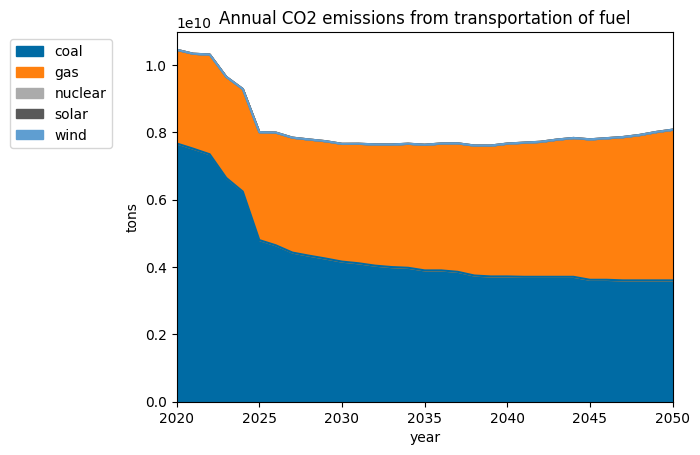 Annual CO2 emissions from transportation of fuel
1e10
coal
gas
nuclear
solar
wind
1.0
0.8
0.6
0.4
0.2
0.0
tons
2020 2025 2030 2035 2040 2045 2050
year